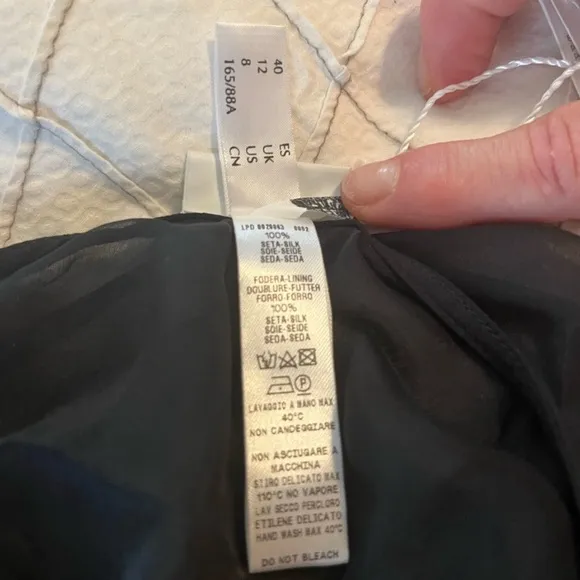 40 ES
12 UK
8 US
165/88A CN
100%
SETA-SILK
SOIE-SEIDE
SEDA-SEDA
FODERA-LINING
DOUBLURE-FUTTER
FORRO-FORRO
100%
SETA-SILK
SOIE-SEIDE
SEDA-SEDA
P
LAVAGGIO A MANO MAX
40°C
NON CANDEGGIARE
NON ASCIUGARE A
MACCHINA
STIRO DELICATO MAX
110°C NO VAPORE
LAV SECCO PERCLORO
ETILENE DELICATO
HAND WASH MAX 40°C
DO NOT BLEACH